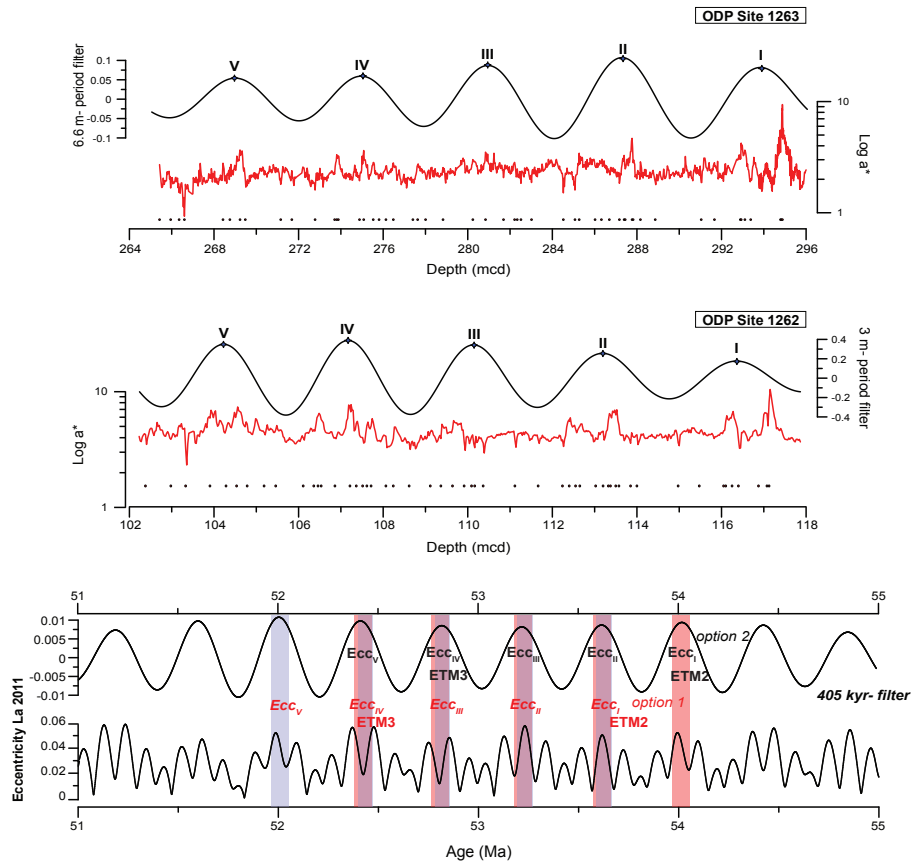 ODP Site 1263
6.6 m- period filter
0.1
0.05
0
-0.05
-0.1
V
IV
III
II
I
10
1
Log a*
264
268
272
276
280
284
288
292
296
Depth (mcd)
ODP Site 1262
V
IV
III
II
I
0.4
0.2
0
-0.2
-0.4
3 m- period filter
Log a*
10
1
102
104
106
108
110
112
114
116
118
Depth (mcd)
51
52
53
54
55
Eccentricity La 2011
0.01
0.005
0
-0.005
-0.01
Ecc_V
Ecc_IV
ETM3
Ecc_III
Ecc_II
Ecc_I
ETM2
option 2
405 kyr- filter
Ecc_V
Ecc_IV
ETM3
Ecc_III
Ecc_II
Ecc_I
ETM2
option 1
0.06
0.04
0.02
0
51
52
53
54
55
Age (Ma)